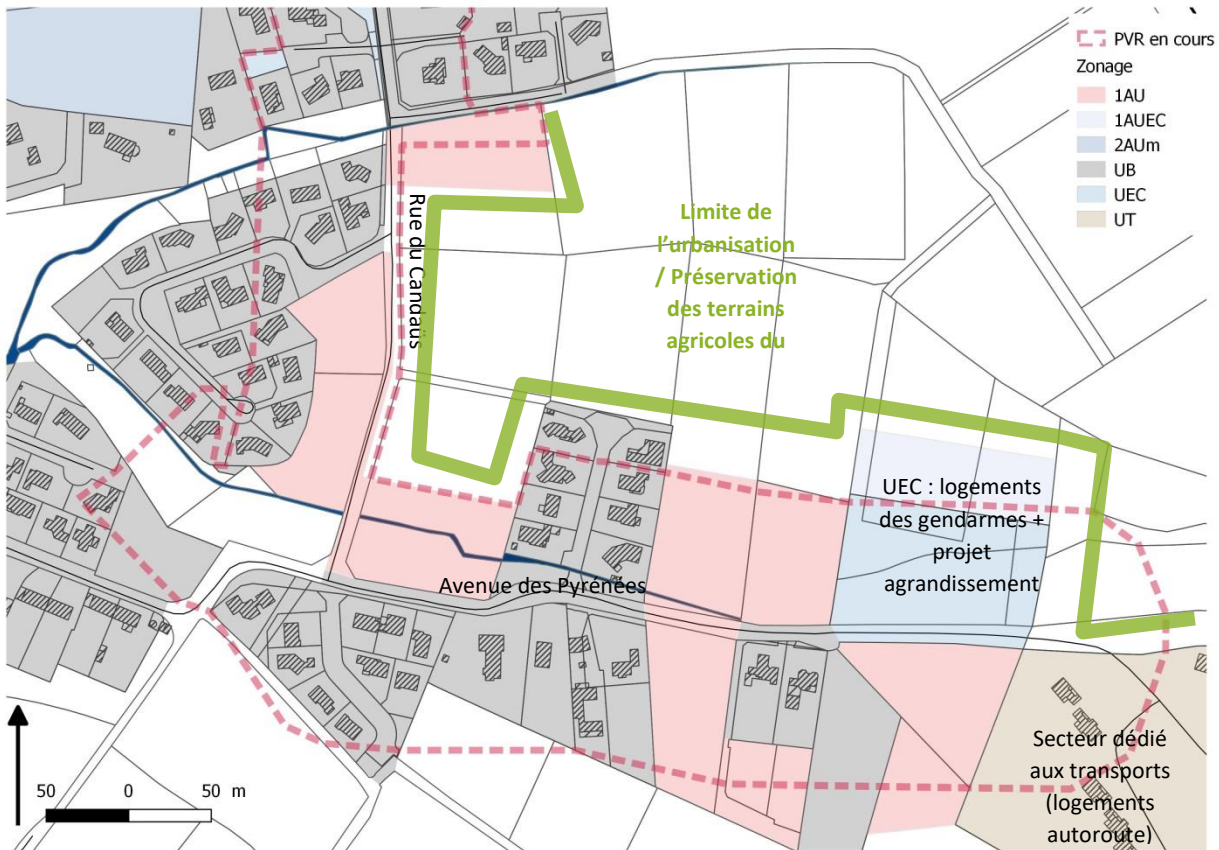 PVR en cours
Zonage
1AU
1AUEC
2AUm
UB
UEC
UT
Rue du Candaüs
Limite de
l’urbanisation
/ Préservation
des terrains
agricoles du
UEC : logements
des gendarmes +
projet
agrandissement
Avenue des Pyrénées
Secteur dédié
aux transports
(logements
autoroute)
50 0 50 m